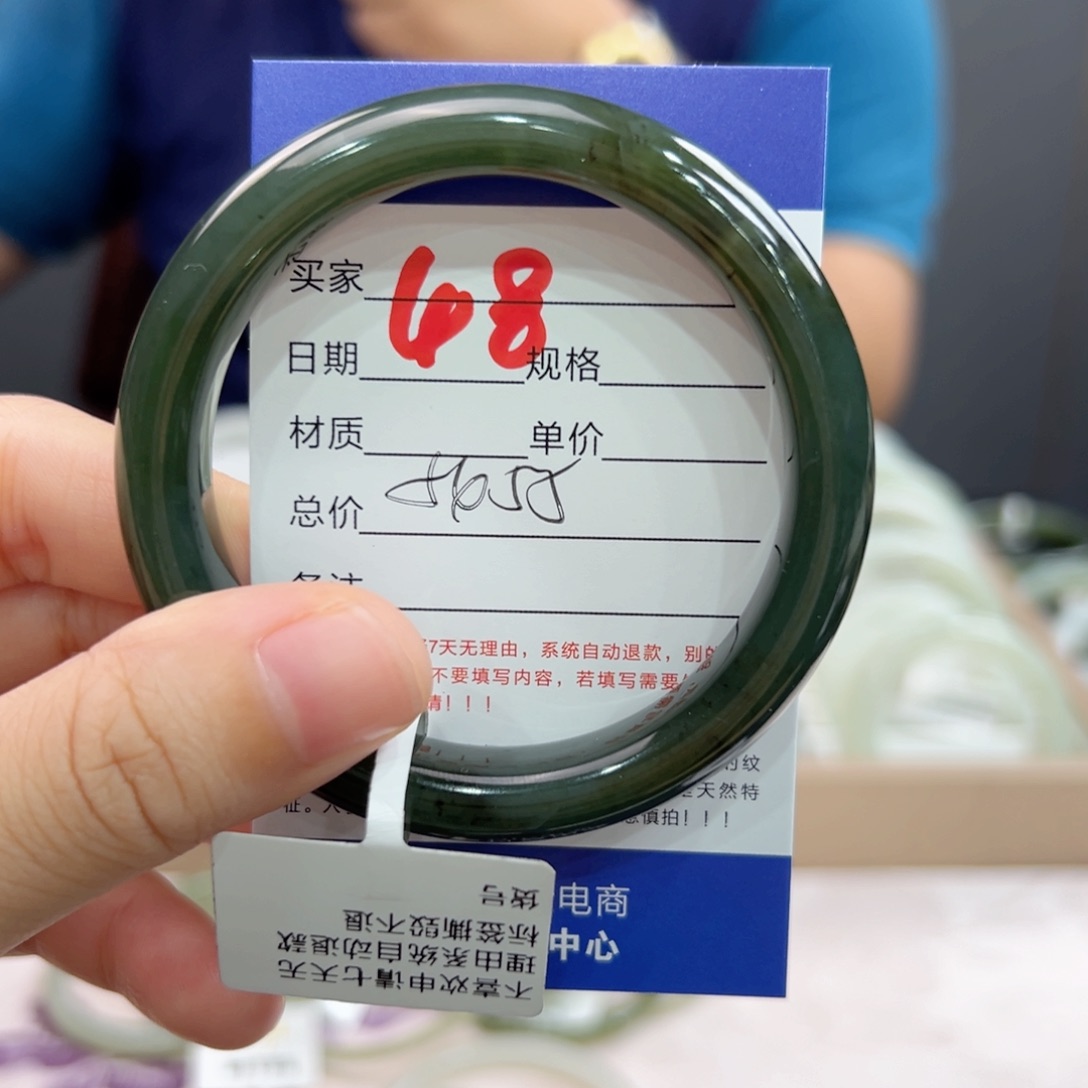 买家 68
日期 规格
材质 单价
总价
备注
7天无理由，系统自动退款，别
不要填写内容，若填写需要
！！！
纹
天然特
征。
慎拍！！！
电商
中心
不喜欢申请七天无
理由系统自动退款
标签撕毁不退
货号